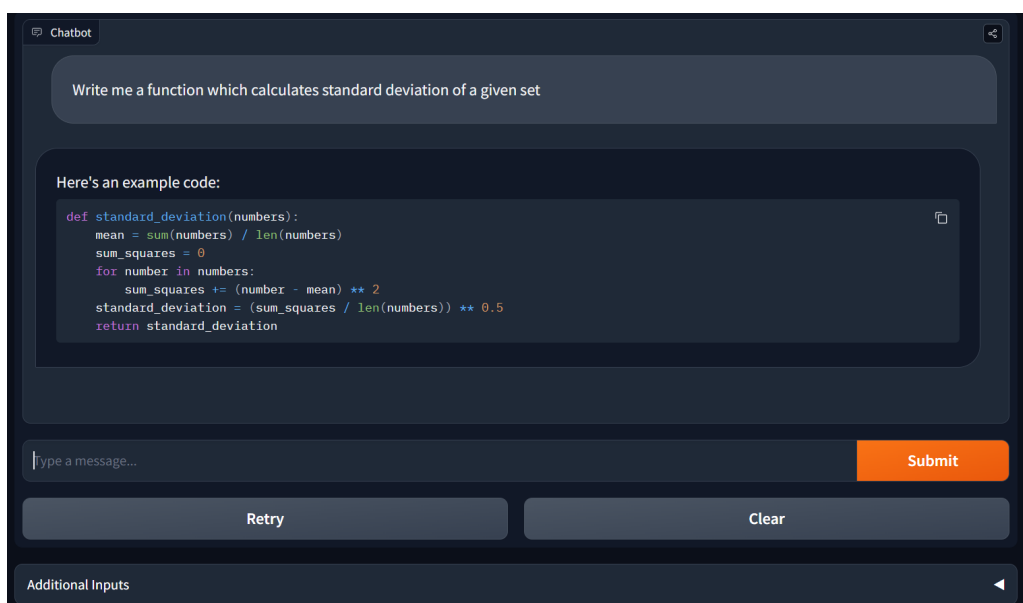 Chatbot
Write me a function which calculates standard deviation of a given set
Here's an example code:
def standard_deviation(numbers):
    mean = sum(numbers) / len(numbers)
    sum_squares = 0
    for number in numbers:
        sum_squares += (number - mean) ** 2
    standard_deviation = (sum_squares / len(numbers)) ** 0.5
    return standard_deviation
Type a message...
Submit
Retry
Clear
Additional Inputs